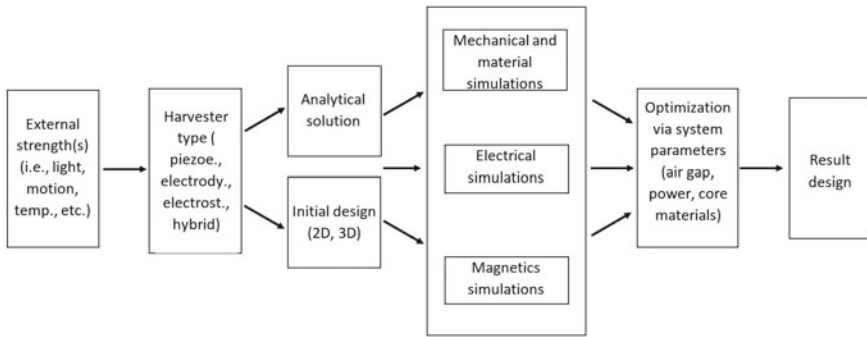 External
strength(s)
(i.e., light,
motion,
temp., etc.)
Harvester
type (
piezoe.,
electrody.,
electrost.,
hybrid)
Analytical
solution
Initial design
(2D, 3D)
Mechanical and
material
simulations
Electrical
simulations
Magnetics
simulations
Optimization
via system
parameters
(air gap,
power, core
materials)
Result
design